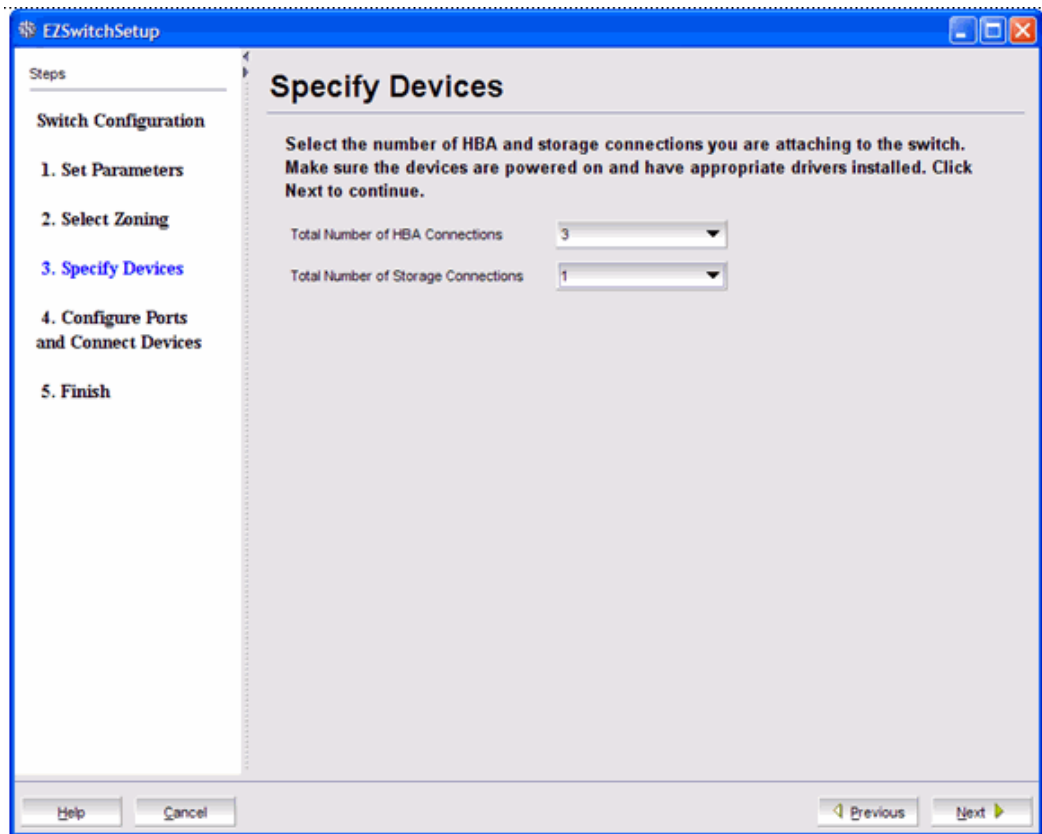 EZSwitchSetup
Steps
Switch Configuration
1. Set Parameters
2. Select Zoning
3. Specify Devices
4. Configure Ports
and Connect Devices
5. Finish
Specify Devices
Select the number of HBA and storage connections you are attaching to the switch.
Make sure the devices are powered on and have appropriate drivers installed. Click
Next to continue.
Total Number of HBA Connections 3
Total Number of Storage Connections 1
Help Cancel Previous Next